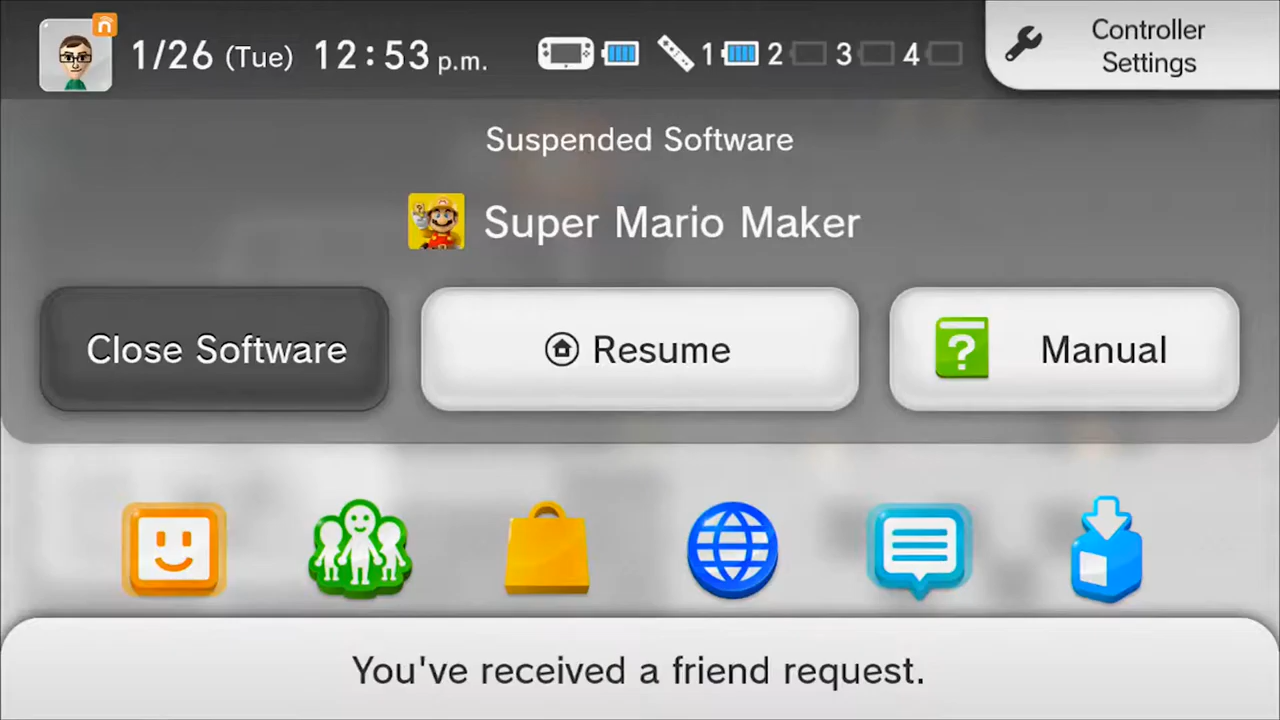 1/26 (Tue) 12:53 p.m. 1 2 3 4
Controller
Settings
Suspended Software
Super Mario Maker
Close Software
Resume
? Manual
You've received a friend request.